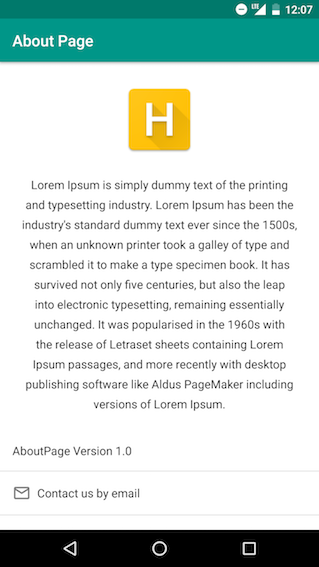 LTE 12:07
About Page
H
Lorem Ipsum is simply dummy text of the printing
and typesetting industry. Lorem Ipsum has been the
industry's standard dummy text ever since the 1500s,
when an unknown printer took a galley of type and
scrambled it to make a type specimen book. It has
survived not only five centuries, but also the leap
into electronic typesetting, remaining essentially
unchanged. It was popularised in the 1960s with
the release of Letraset sheets containing Lorem
Ipsum passages, and more recently with desktop
publishing software like Aldus PageMaker including
versions of Lorem Ipsum.
AboutPage Version 1.0
Contact us by email